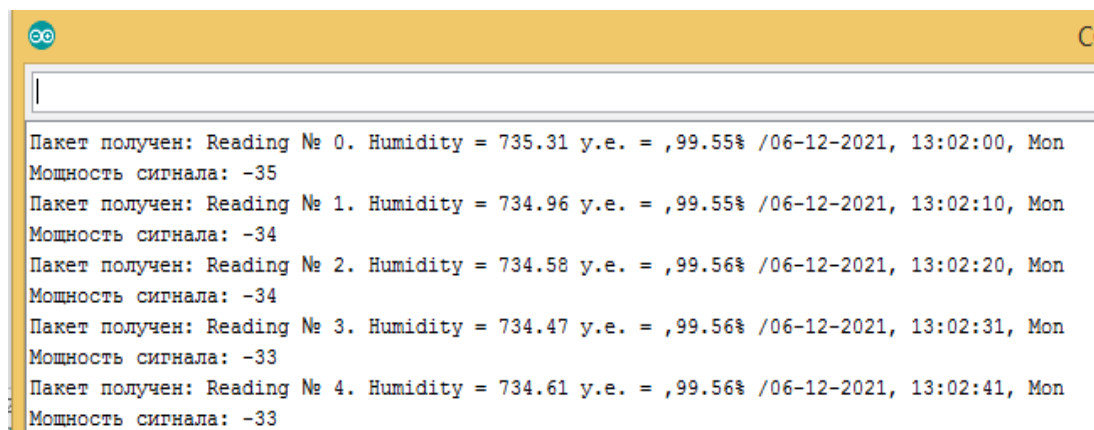 Пакет получен: Reading № 0. Humidity = 735.31 у.е. = ,99.55% /06-12-2021, 13:02:00, Mon
Мощность сигнала: -35
Пакет получен: Reading № 1. Humidity = 734.96 у.е. = ,99.55% /06-12-2021, 13:02:10, Mon
Мощность сигнала: -34
Пакет получен: Reading № 2. Humidity = 734.58 у.е. = ,99.56% /06-12-2021, 13:02:20, Mon
Мощность сигнала: -34
Пакет получен: Reading № 3. Humidity = 734.47 у.е. = ,99.56% /06-12-2021, 13:02:31, Mon
Мощность сигнала: -33
Пакет получен: Reading № 4. Humidity = 734.61 у.е. = ,99.56% /06-12-2021, 13:02:41, Mon
Мощность сигнала: -33